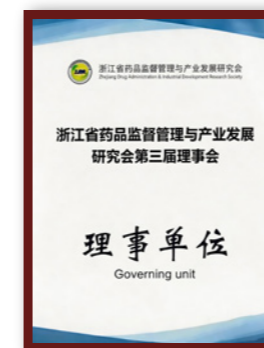 浙江省药品监督管理与产业发展研究会
Zhejiang Drug Administration & Industrial Development Research Society
浙江省药品监督管理与产业发展
研究会第三届理事会
理事单位
Governing unit